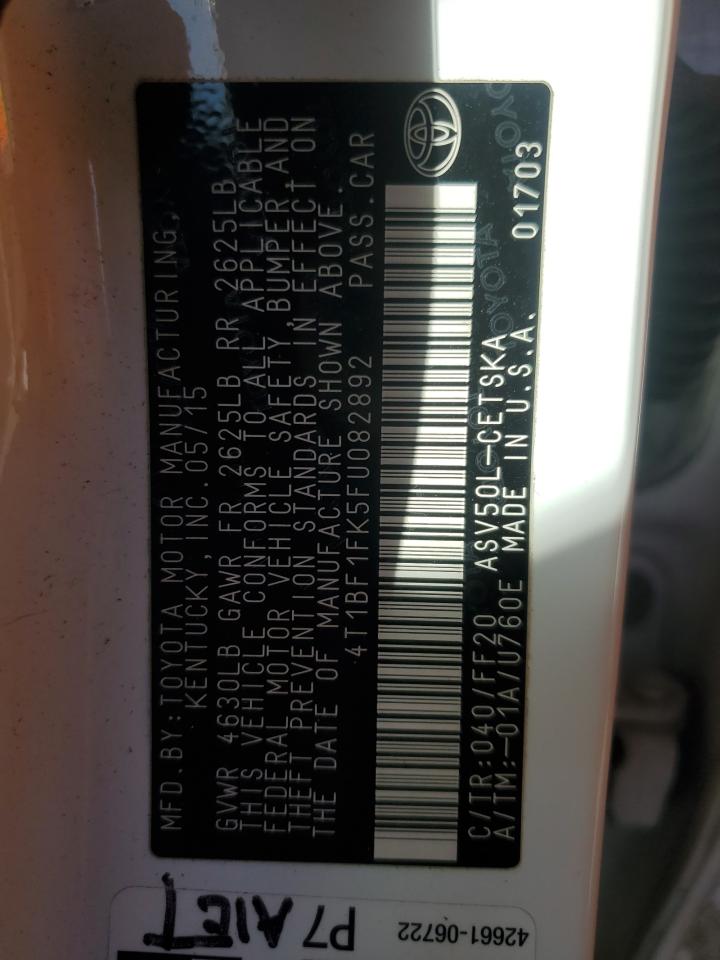 MFD. BY: TOYOTA MOTOR MANUFACTURING,
KENTUCKY, INC. 05/15
GVWR 4630LB GAWR FR 2625LB RR 2625LB
THIS VEHICLE CONFORMS TO ALL APPLICABLE
FEDERAL MOTOR VEHICLE SAFETY, BUMPER, AND
THEFT PREVENTION STANDARDS IN EFFECT ON
THE DATE OF MANUFACTURE SHOWN ABOVE.
4T1BF1FK5FU082892 PASS. CAR
C/TR:040/FF20 ASV50L-CETSKA
A/TM:-01A/U760E MADE IN U.S.A. 01703
TOYOTA
TOYO
42661-06722
P7 A1ET